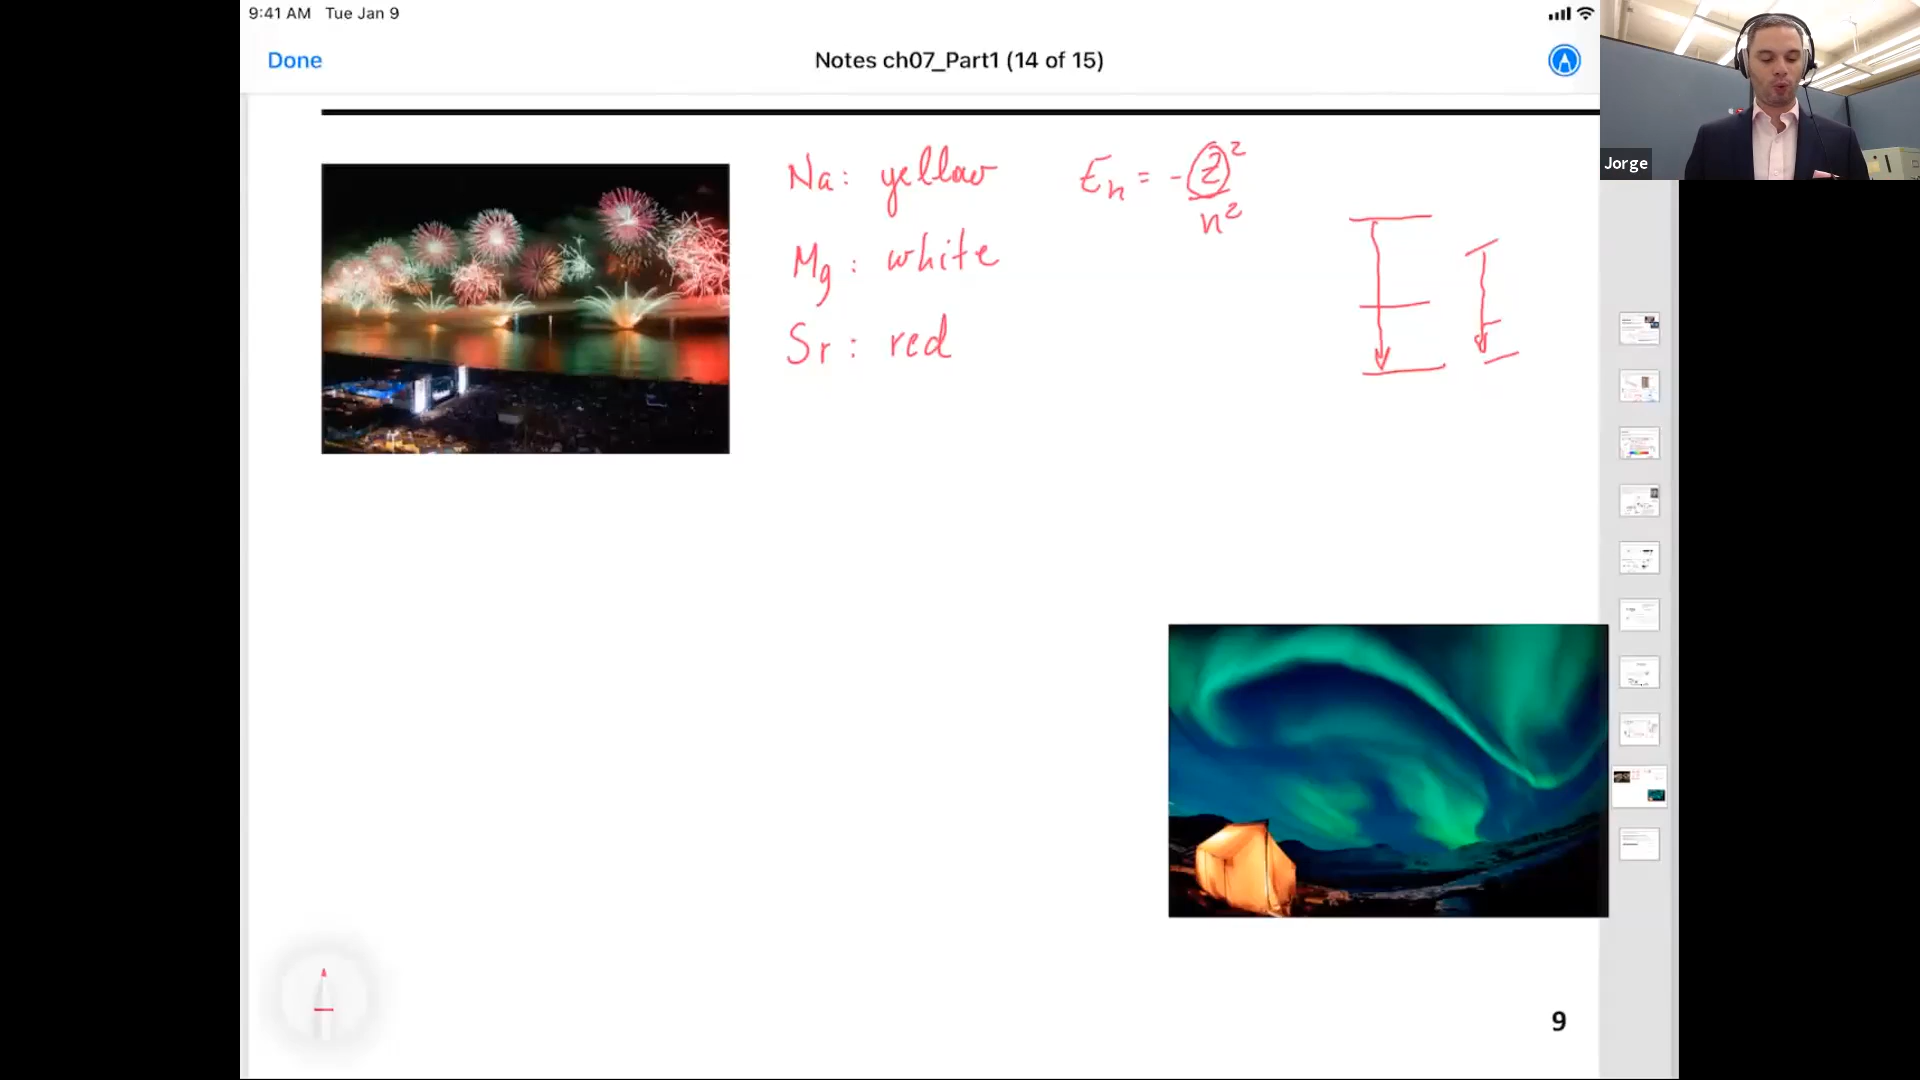 9:41 AM Tue Jan 9
Done
Notes ch07_Part1 (14 of 15)
Jorge
Na: yellow
Eₙ = -Z²/n²
Mg: white
Sr: red
9